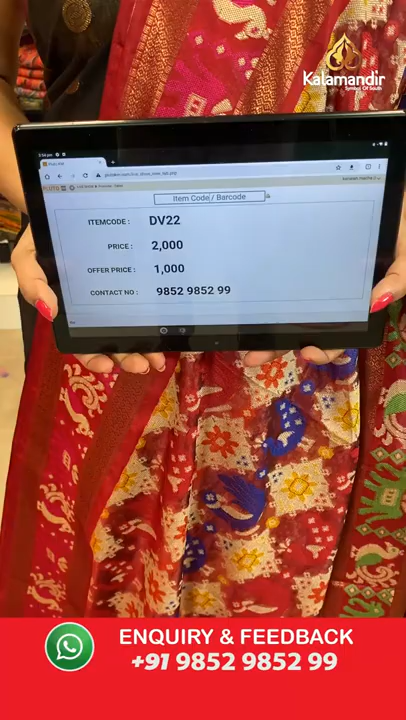 Kalamandir
Symbol Of South
Item Code / Barcode
ITEMCODE : DV22
PRICE : 2,000
OFFER PRICE : 1,000
CONTACT NO : 9852 9852 99
ENQUIRY & FEEDBACK
+91 9852 9852 99